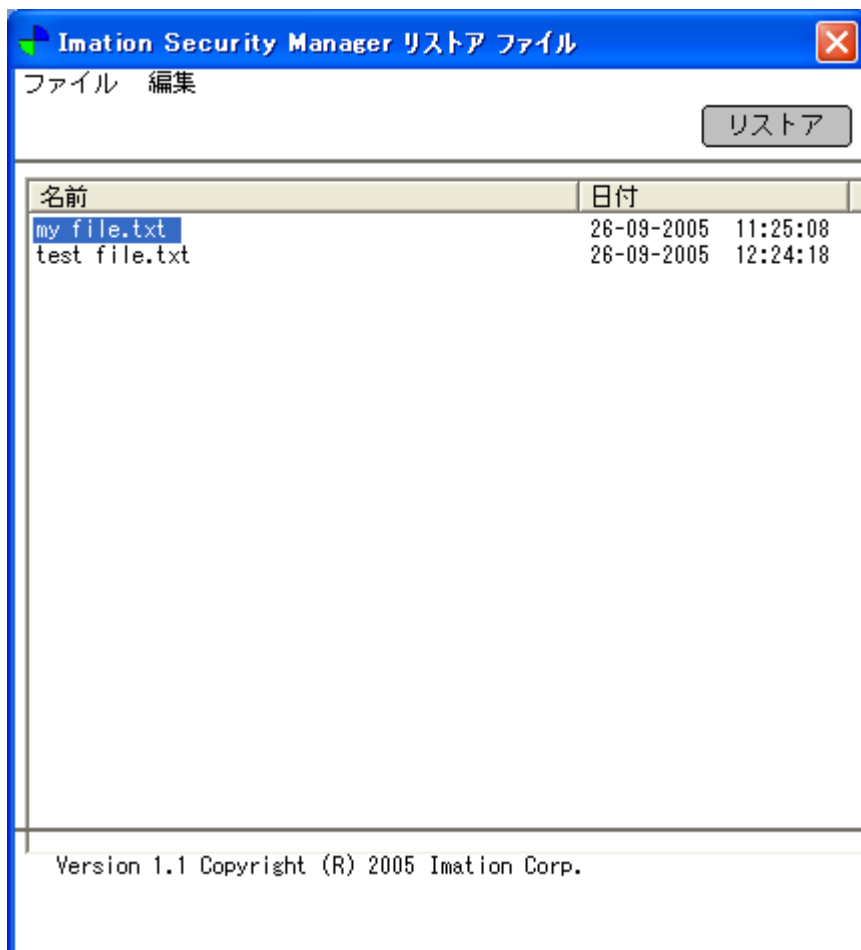 Imation Security Manager リストア ファイル
ファイル 編集
リストア
名前 日付
my file.txt 26-09-2005 11:25:08
test file.txt 26-09-2005 12:24:18
Version 1.1 Copyright (R) 2005 Imation Corp.